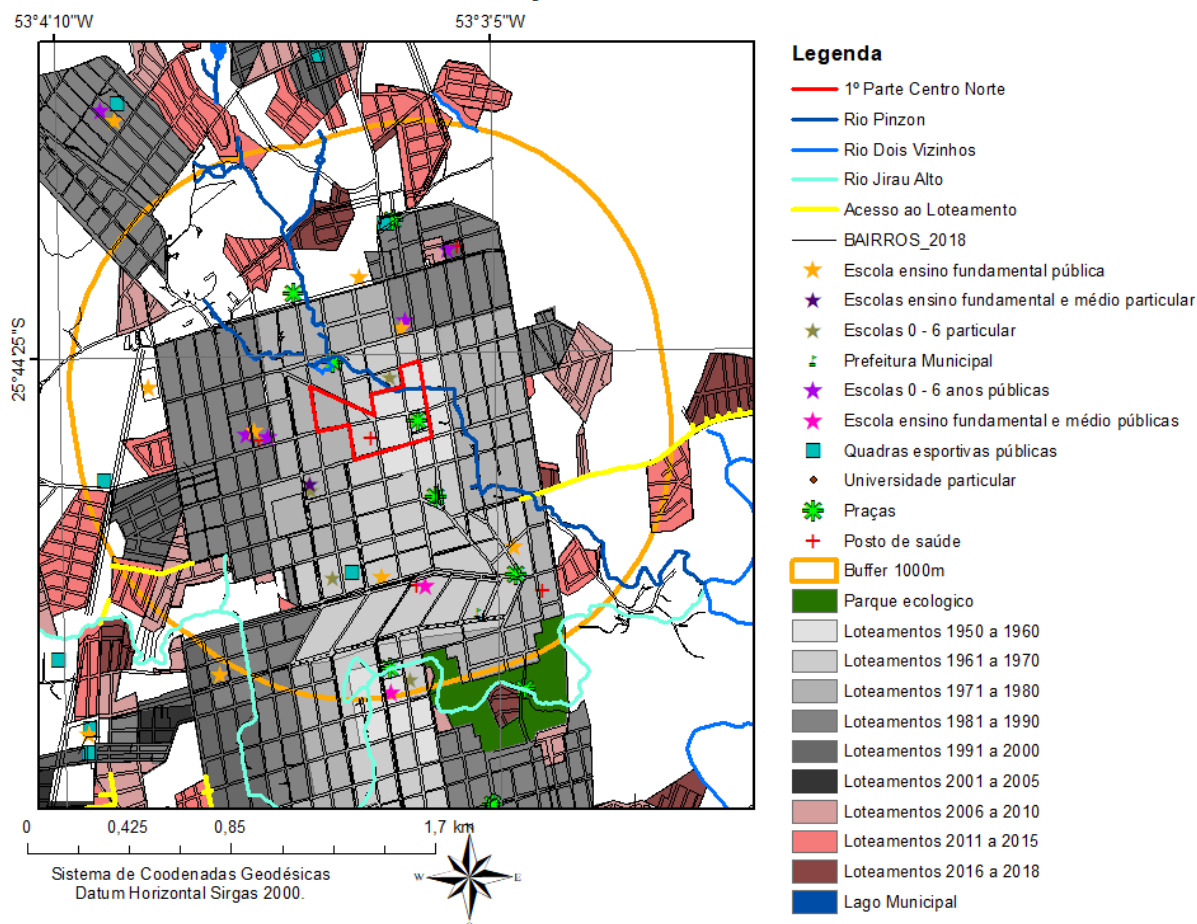 53°4'10"W
53°3'5"W
25°44'25"S
Legenda
1º Parte Centro Norte
Rio Pinzon
Rio Dois Vizinhos
Rio Jirau Alto
Acesso ao Loteamento
BAIRROS_2018
Escola ensino fundamental pública
Escolas ensino fundamental e médio particular
Escolas 0 - 6 particular
Prefeitura Municipal
Escolas 0 - 6 anos públicas
Escola ensino fundamental e médio públicas
Quadras esportivas públicas
Universidade particular
Praças
Posto de saúde
Buffer 1000m
Parque ecologico
Loteamentos 1950 a 1960
Loteamentos 1961 a 1970
Loteamentos 1971 a 1980
Loteamentos 1981 a 1990
Loteamentos 1991 a 2000
Loteamentos 2001 a 2005
Loteamentos 2006 a 2010
Loteamentos 2011 a 2015
Loteamentos 2016 a 2018
Lago Municipal
0 0,425 0,85 1,7 km
Sistema de Coodenadas Geodésicas
Datum Horizontal Sirgas 2000.
W E